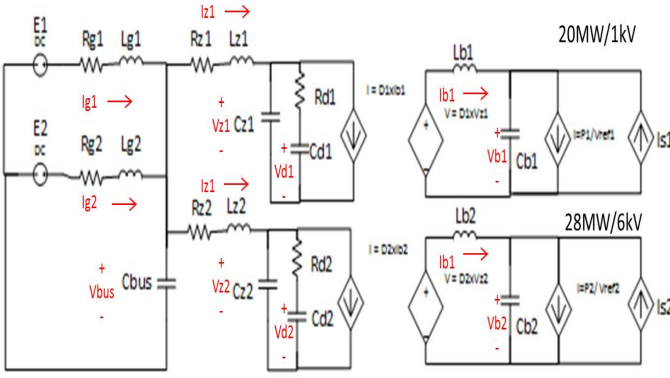 Iz1
E1
DC
Rg1
Lg1
Rz1
Lz1
20MW/1kV
Lb1
Ig1
+
Vz1
-
Cz1
Rd1
I = D1xIb1
Ib1
V = D1xVz1
+
-
+
Vb1
-
Cb1
I=P1/Vref1
Is1
E2
DC
Rg2
Lg2
+
Vd1
-
Cd1
Ig2
Iz1
Rz2
Lz2
Lb2
28MW/6kV
+
Vbus
-
Cbus
+
Vz2
-
Cz2
Rd2
I = D2xIb2
Ib1
V = D2xVz2
+
-
+
Vb2
-
Cb2
I=P2/Vref2
Is2
+
Vd2
-
Cd2